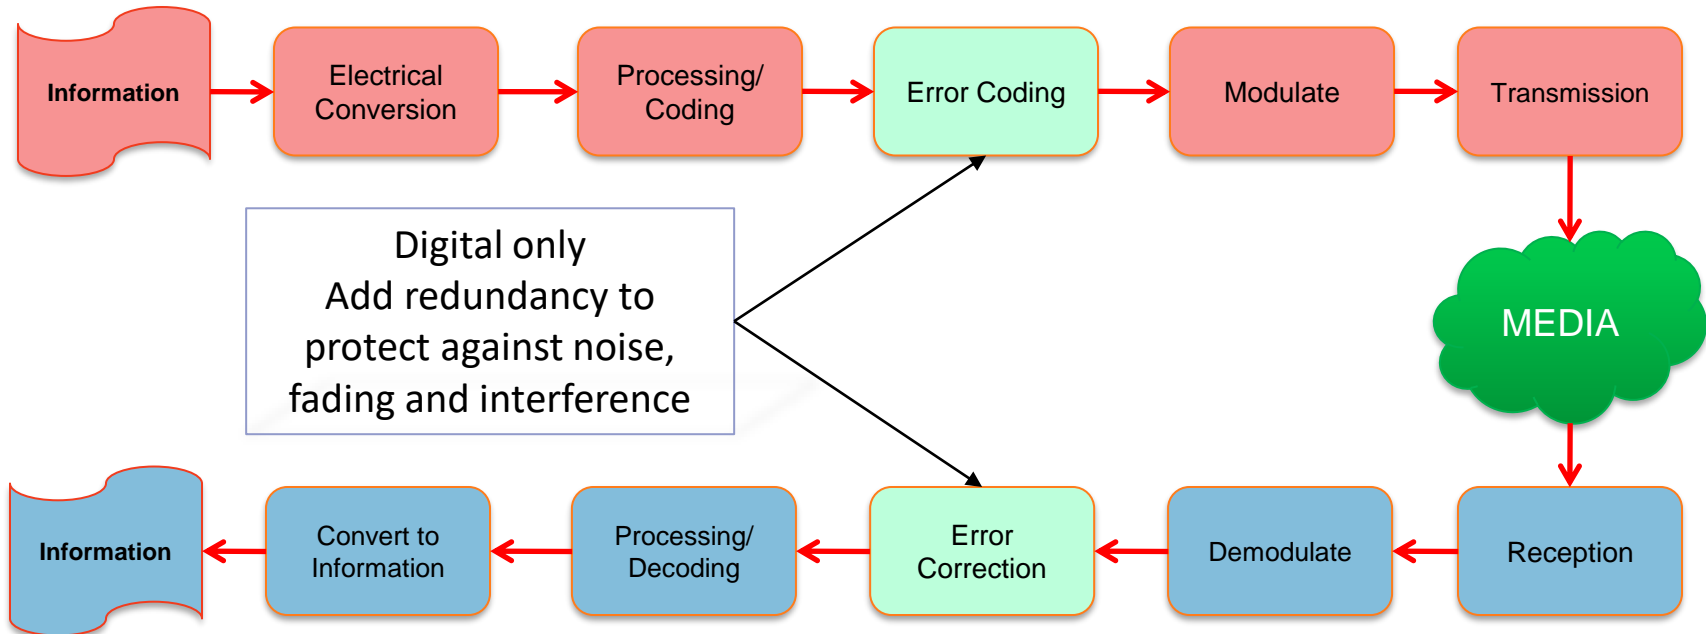 Information
Electrical
Conversion
Processing/
Coding
Error Coding
Modulate
Transmission
Digital only
Add redundancy to
protect against noise,
fading and interference
MEDIA
Information
Convert to
Information
Processing/
Decoding
Error
Correction
Demodulate
Reception